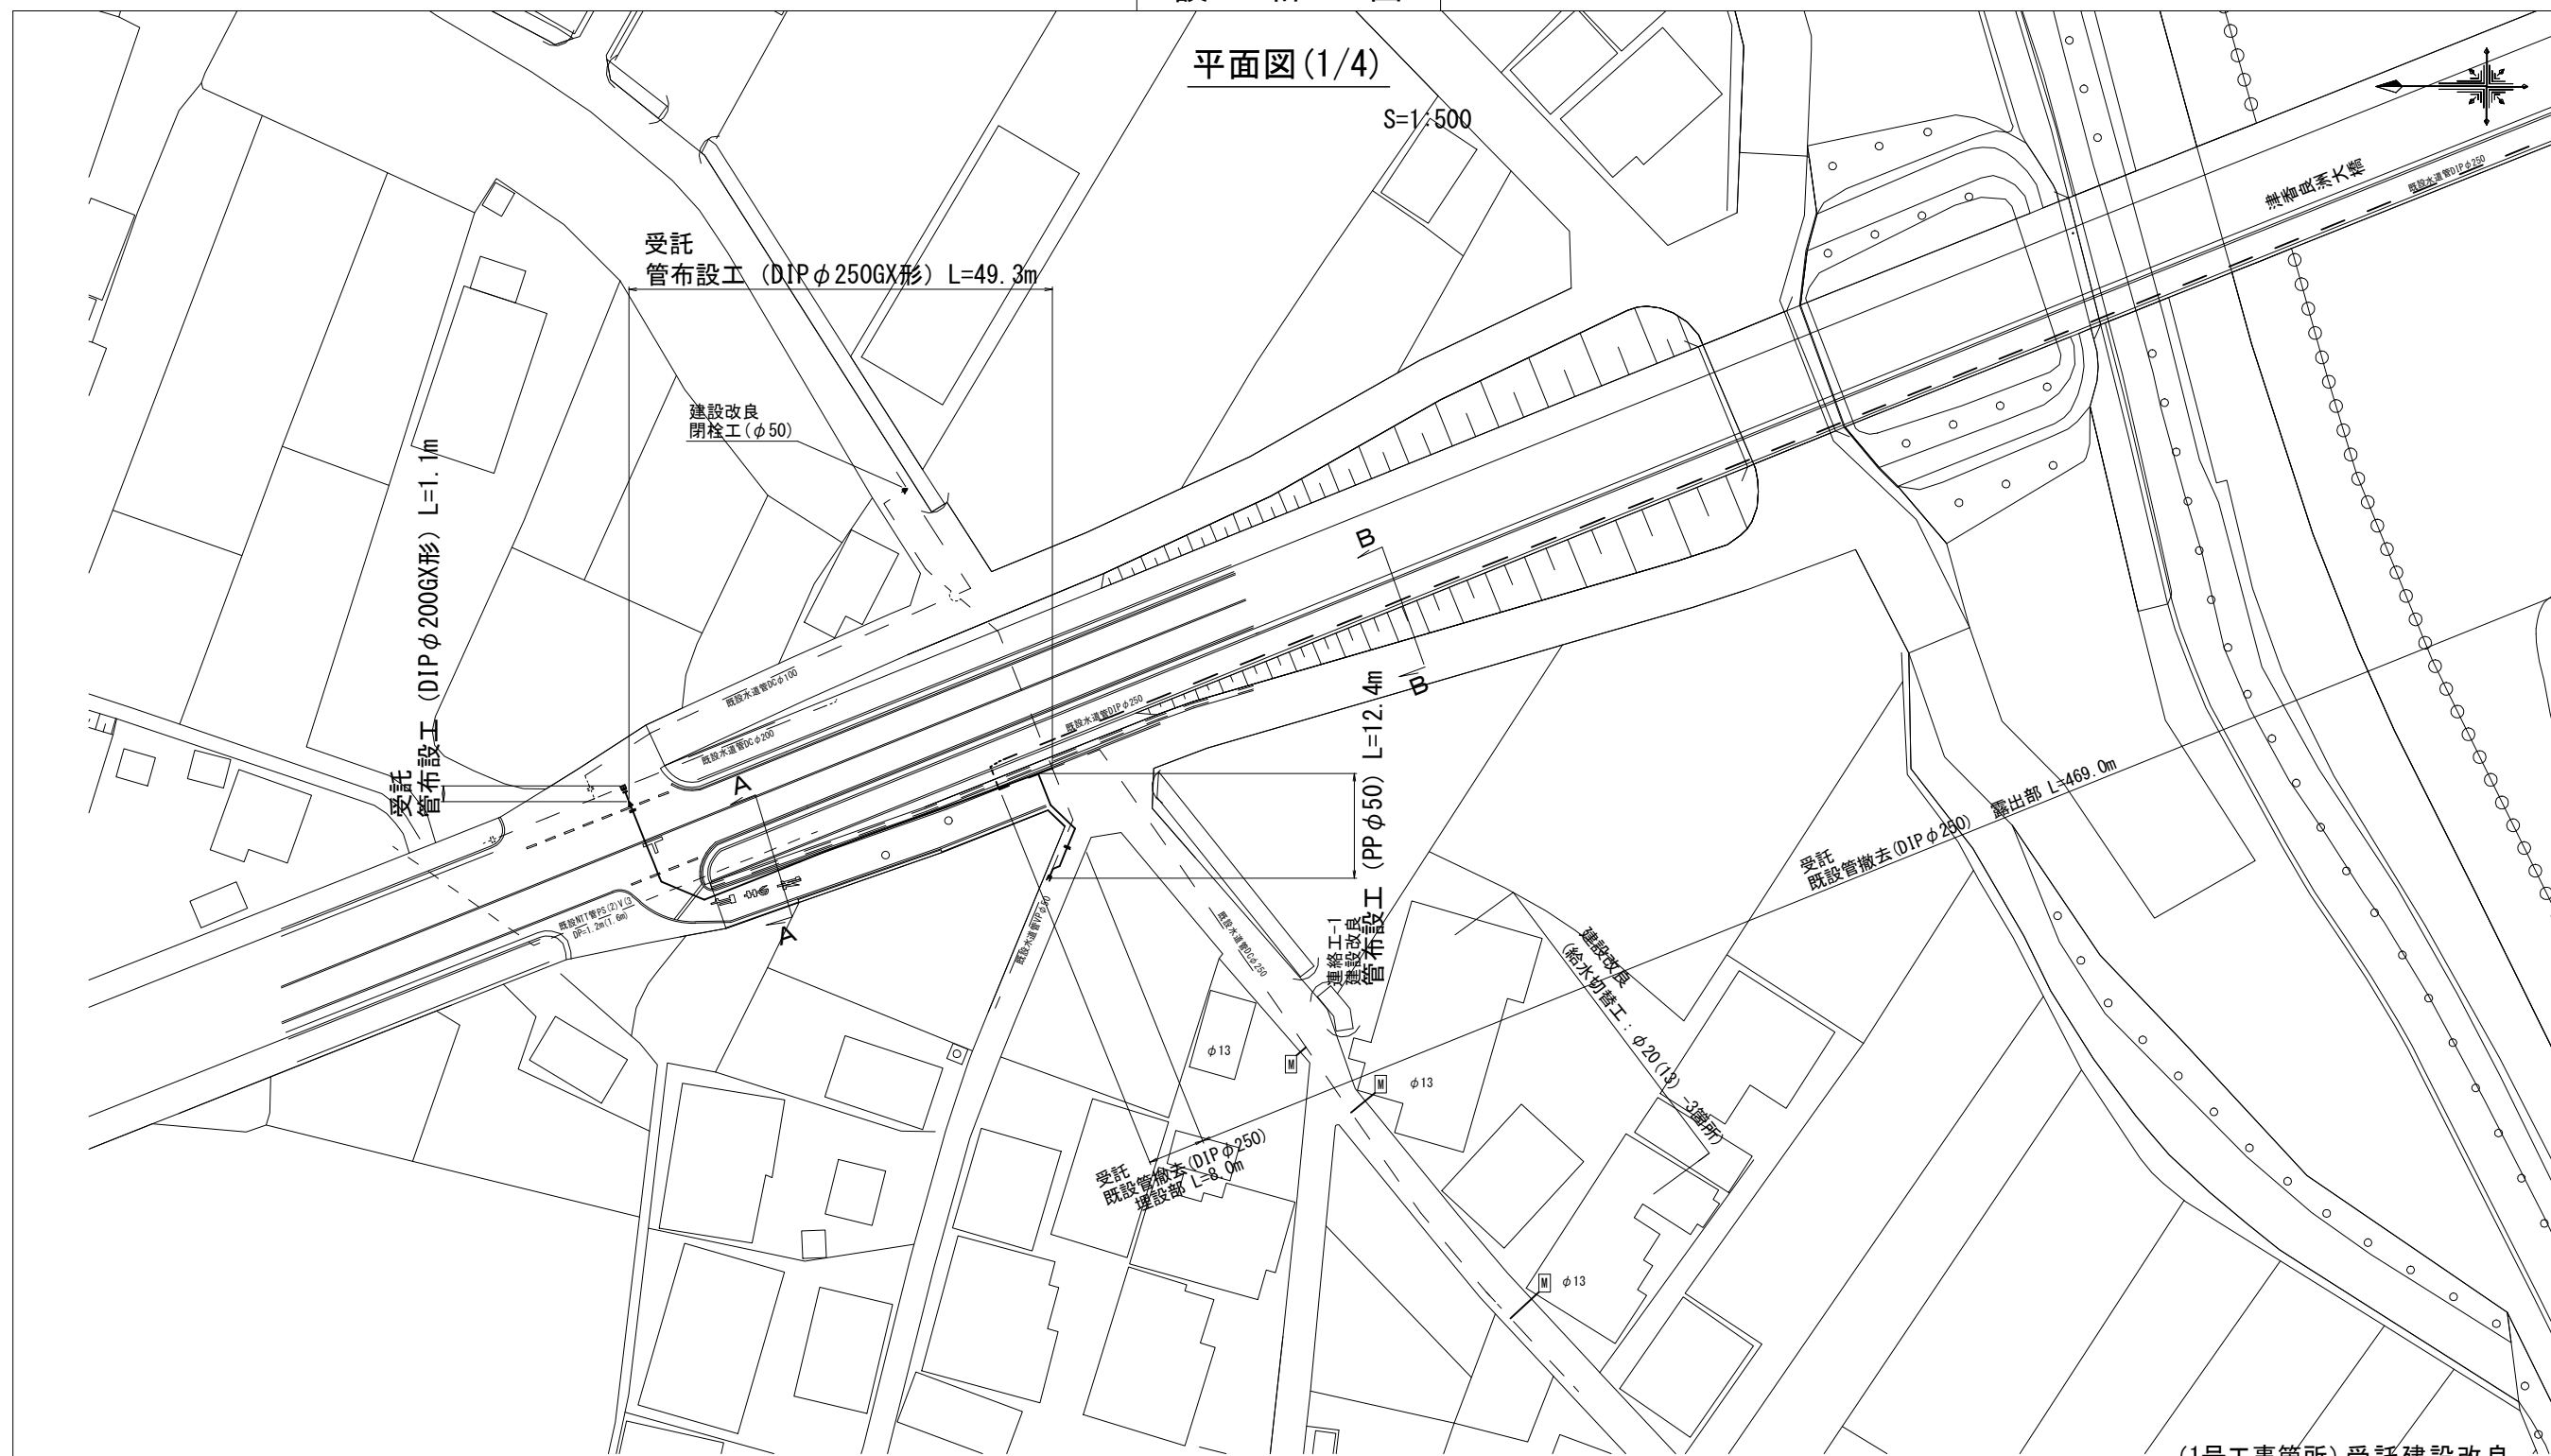 平面図(1/4)
S=1:500
津香良洲大橋
既設水道管DIPφ250
受託
管布設工 (DIPφ250GX形) L=49.3m
建設改良
閉栓工(φ50)
受託
管布設工 (DIPφ200GX形) L=1.1m
既設水道管DCφ100
既設水道管DCφ200
既設水道管DIPφ250
A
A
B
B
既設NTT管PS(2)V(3
DP=1.2m(1.6m)
既設水道管VPφ50
既設水道管DCφ250
連絡工-1
建設改良
管布設工 (PPφ50) L=12.4m
受託
既設管撤去(DIPφ250) 露出部 L=469.0m
建設改良
(給水切替工:φ20(13) -3箇所)
φ13
M
M
φ13
M
φ13
受託
既設管撤去(DIPφ250)
埋設部 L=8.0m